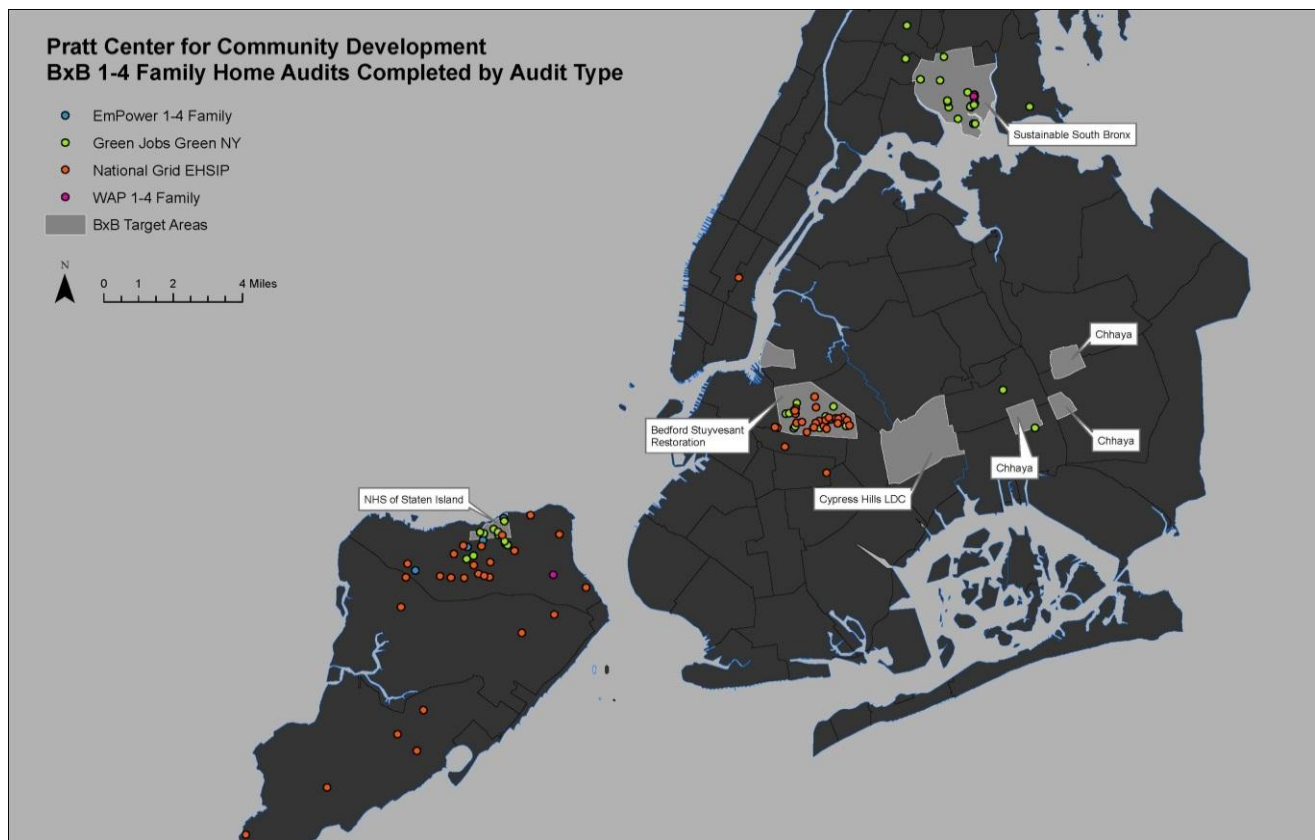 Pratt Center for Community Development
BxB 1-4 Family Home Audits Completed by Audit Type
EmPower 1-4 Family
Green Jobs Green NY
National Grid EHSIP
WAP 1-4 Family
BxB Target Areas
N
0 1 2 4 Miles
Sustainable South Bronx
Chhaya
Bedford Stuyvesant
Restoration
Chhaya
Chhaya
Cypress Hills LDC
NHS of Staten Island